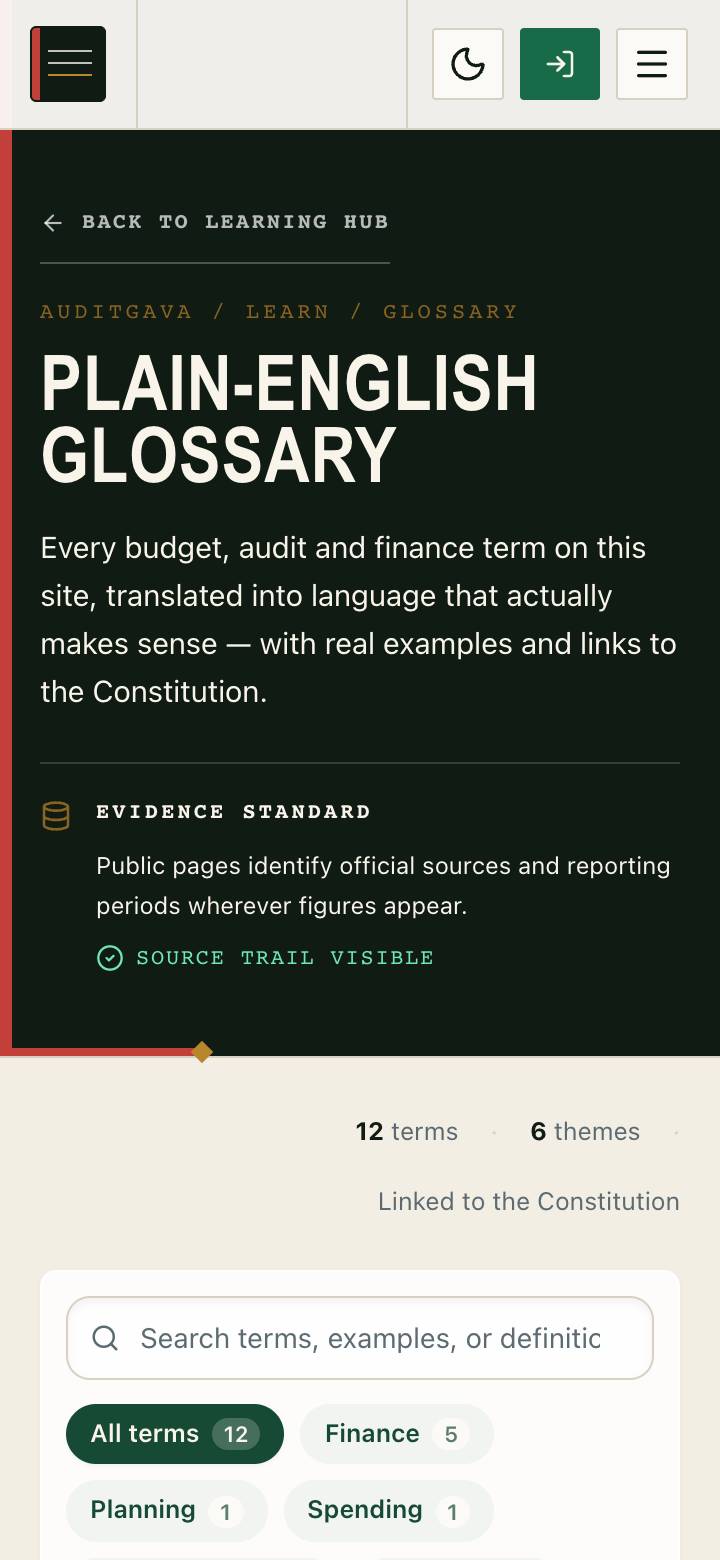 BACK TO LEARNING HUB
AUDITGAVA / LEARN / GLOSSARY
PLAIN-ENGLISH
GLOSSARY
Every budget, audit and finance term on this
site, translated into language that actually
makes sense — with real examples and links to
the Constitution.
EVIDENCE STANDARD
Public pages identify official sources and reporting
periods wherever figures appear.
SOURCE TRAIL VISIBLE
12 terms · 6 themes ·
Linked to the Constitution
Search terms, examples, or definitic
All terms 12 Finance 5
Planning 1 Spending 1